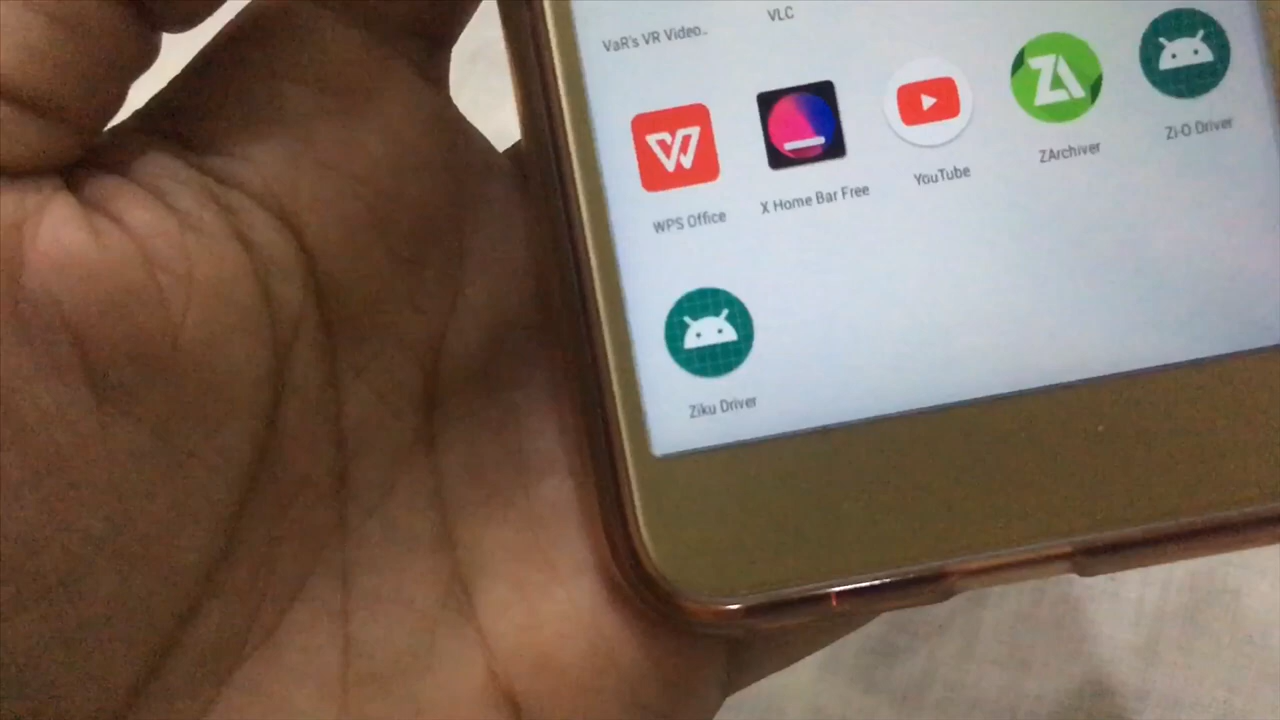 VaR's VR Video..
VLC
WPS Office
X Home Bar Free
YouTube
ZArchiver
Zi-O Driver
Ziku Driver